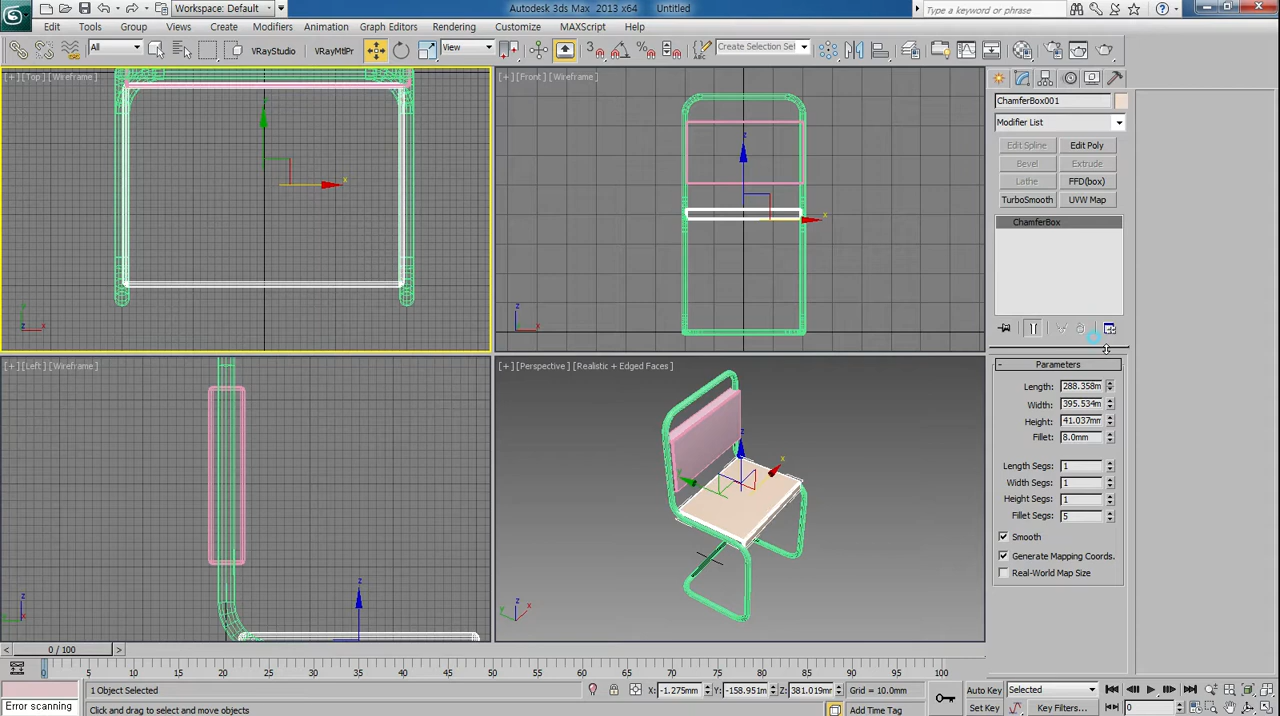 Workspace: Default
Autodesk 3ds Max 2013 x64 Untitled
Type a keyword or phrase
Edit Tools Group Views Create Modifiers Animation Graph Editors Rendering Customize MAXScript Help
All
VRayStudio VRayMtlPr
View
3
Create Selection Set
[+] [Top] [Wireframe]
[+] [Front] [Wireframe]
ChamferBox001
Modifier List
Edit Spline Edit Poly
Bevel Extrude
Lathe FFD(box)
TurboSmooth UVW Map
ChamferBox
[+] [Left] [Wireframe]
[+] [Perspective] [Realistic + Edged Faces]
- Parameters
Length: 288.358m
Width: 395.534m
Height: 41.037mm
Fillet: 8.0mm
Length Segs: 1
Width Segs: 1
Height Segs: 1
Fillet Segs: 5
Smooth
Generate Mapping Coords.
Real-World Map Size
< 0 / 100 >
0 5 10 15 20 25 30 35 40 45 50 55 60 65 70 75 80 85 90 95 100
1 Object Selected
X: -1.275mm Y: -158.951m Z: 381.019m Grid = 10.0mm
Auto Key Selected
Error scanning
Click and drag to select and move objects
Add Time Tag
Set Key Key Filters... 0